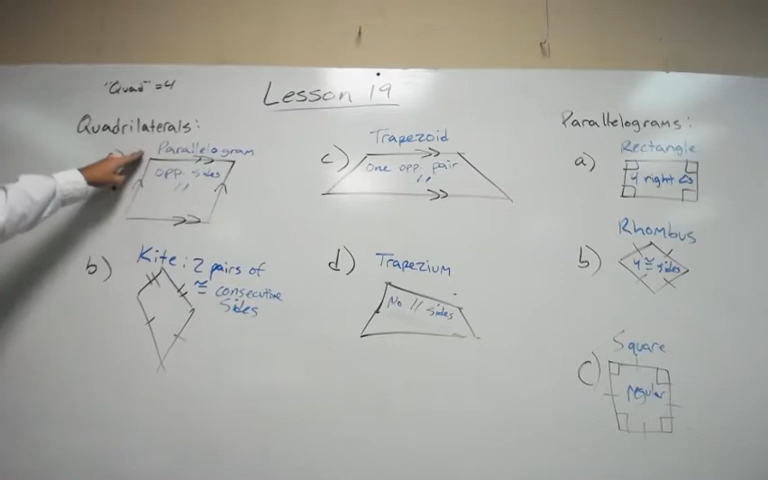 "Quad" = 4
Lesson 19
Quadrilaterals:
Parallelogram
opp. sides
//
b) Kite: 2 pairs of
≅ consecutive
sides
c) Trapezoid
One opp. pair
//
d) Trapezium
No // sides
Parallelograms:
a) Rectangle
4 right ∠s
b) Rhombus
4 ≅ sides
c) Square
regular